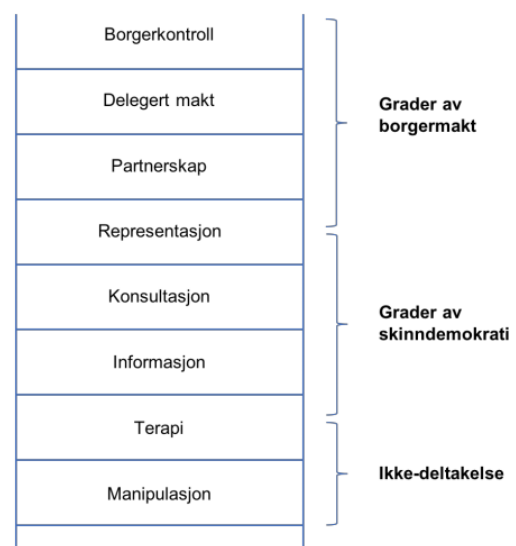 Borgerkontroll
Delegert makt
Partnerskap
Representasjon
Konsultasjon
Informasjon
Terapi
Manipulasjon
Grader av
borgermakt
Grader av
skinndemokrati
Ikke-deltakelse